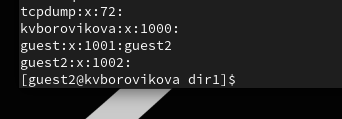 tcpdump:x:72:
kvborovikova:x:1000:
guest:x:1001:guest2
guest2:x:1002:
[guest2@kvborovikova dir1]$